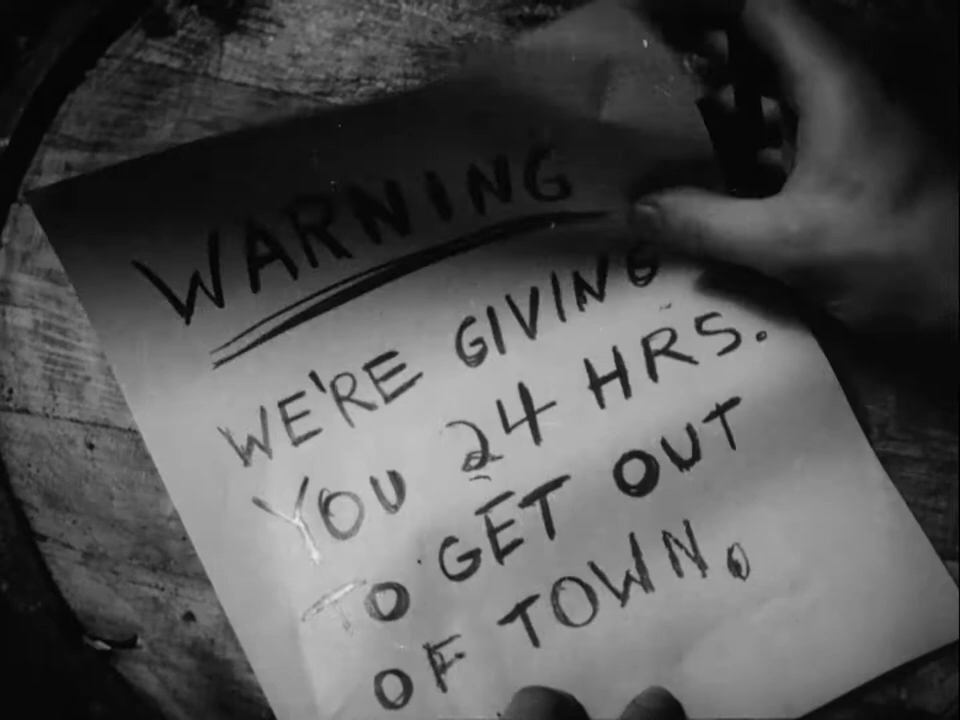 WARNING
WE'RE GIVING
YOU 24 HRS.
TO GET OUT
OF TOWN.